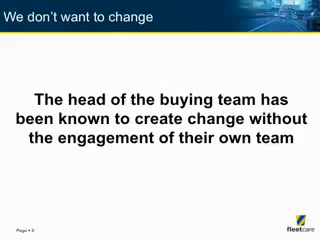 We don't want to change
The head of the buying team has
been known to create change without
the engagement of their own team
Page
fleetcare